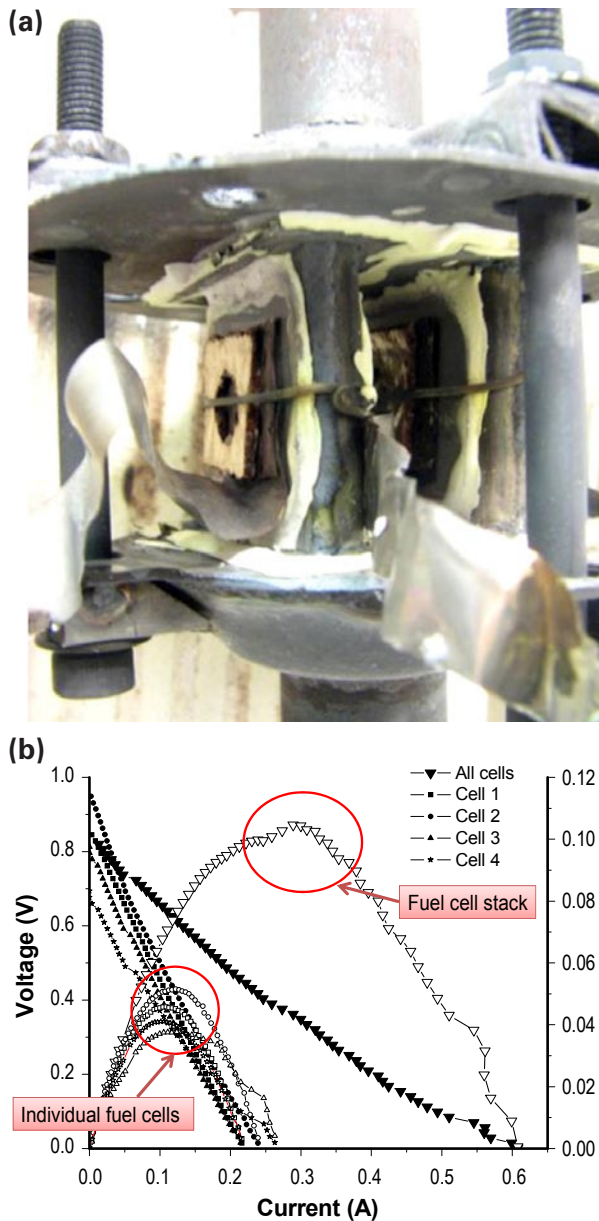 (a)
(b)
All cells
Cell 1
Cell 2
Cell 3
Cell 4
Fuel cell stack
Individual fuel cells
Voltage (V)
1.0
0.8
0.6
0.4
0.2
0.0
0.12
0.10
0.08
0.06
0.04
0.02
0.00
0.0 0.1 0.2 0.3 0.4 0.5 0.6
Current (A)